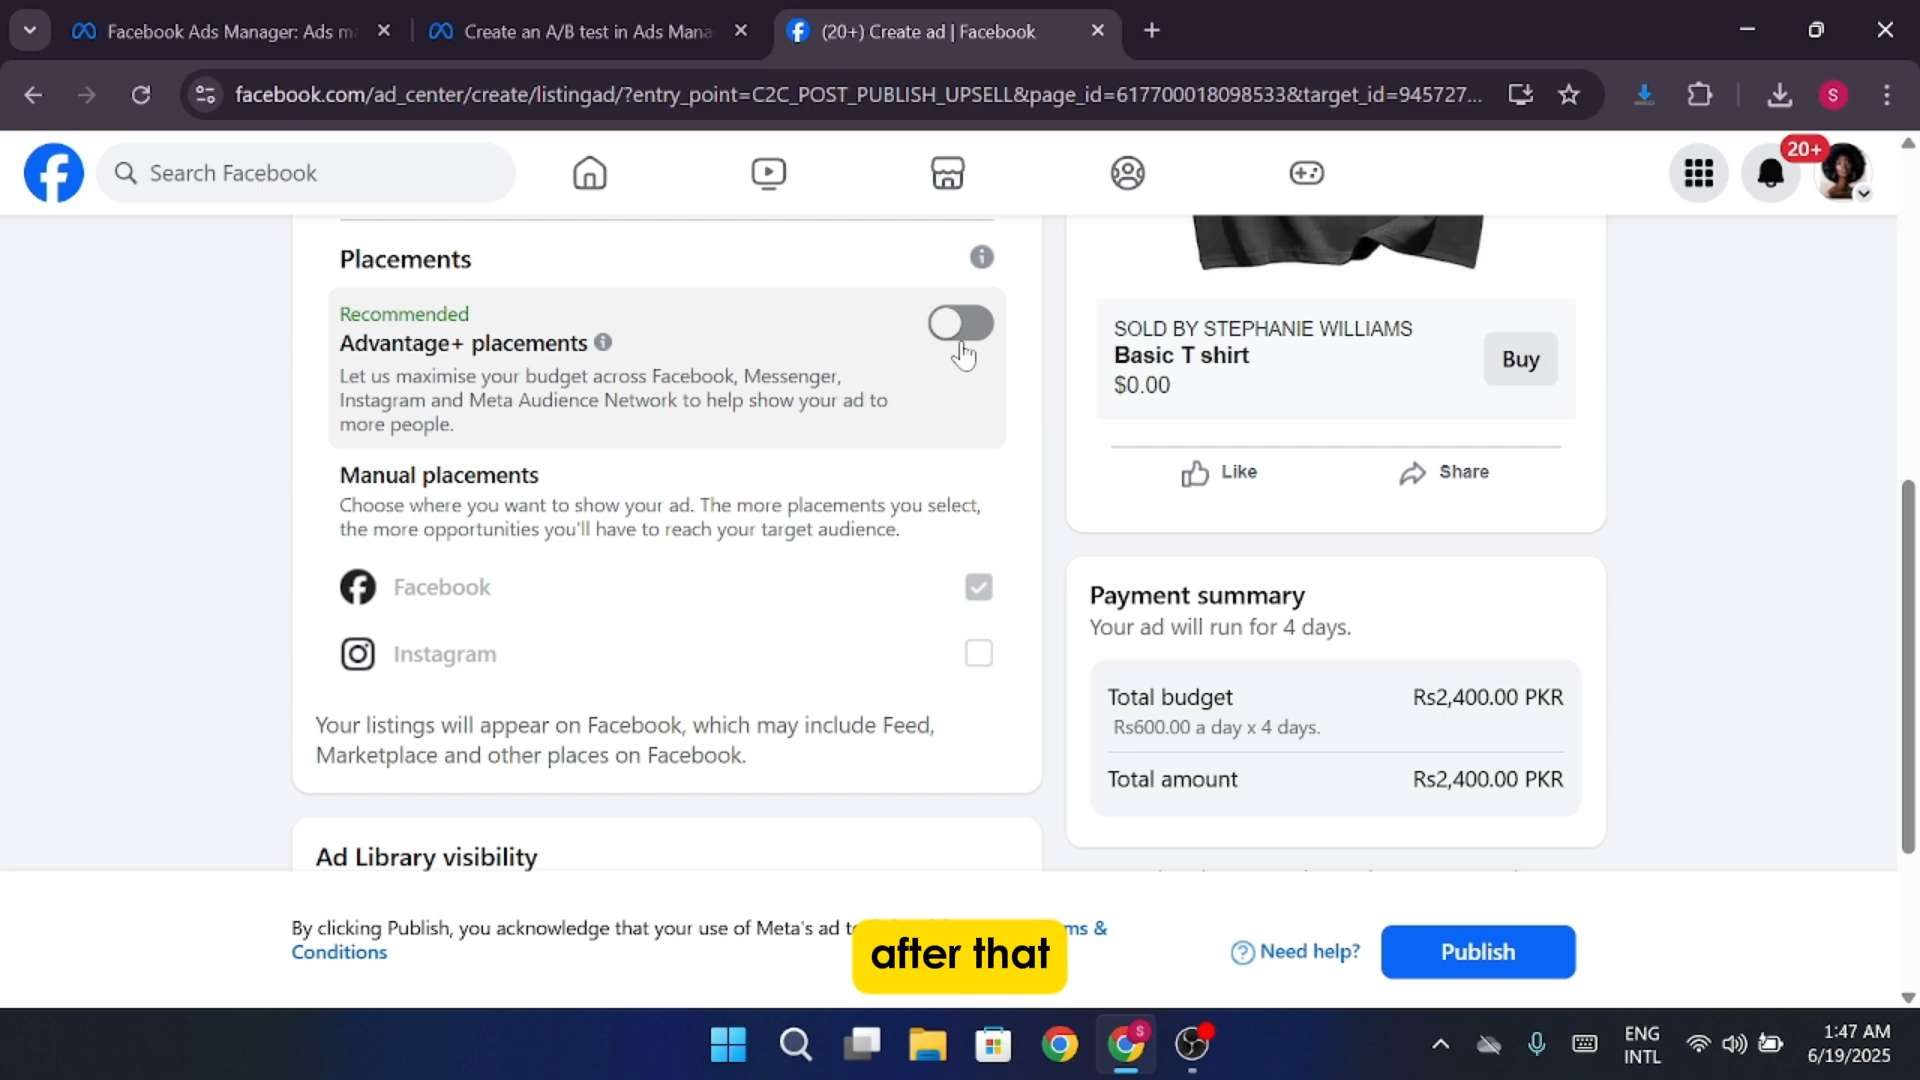 Facebook Ads Manager: Ads m
Create an A/B test in Ads Mana
(20+) Create ad | Facebook
facebook.com/ad_center/create/listingad/?entry_point=C2C_POST_PUBLISH_UPSELL&page_id=617700018098533&target_id=945727...
S
Search Facebook
20+
Placements
Recommended
Advantage+ placements
Let us maximise your budget across Facebook, Messenger,
Instagram and Meta Audience Network to help show your ad to
more people.
Manual placements
Choose where you want to show your ad. The more placements you select,
the more opportunities you'll have to reach your target audience.
Facebook
Instagram
Your listings will appear on Facebook, which may include Feed,
Marketplace and other places on Facebook.
Ad Library visibility
SOLD BY STEPHANIE WILLIAMS
Basic T shirt
$0.00
Buy
Like
Share
Payment summary
Your ad will run for 4 days.
Total budget
Rs2,400.00 PKR
Rs600.00 a day x 4 days.
Total amount
Rs2,400.00 PKR
By clicking Publish, you acknowledge that your use of Meta's ad
Conditions
after that
Need help?
Publish
S
ENG
INTL
1:47 AM
6/19/2025